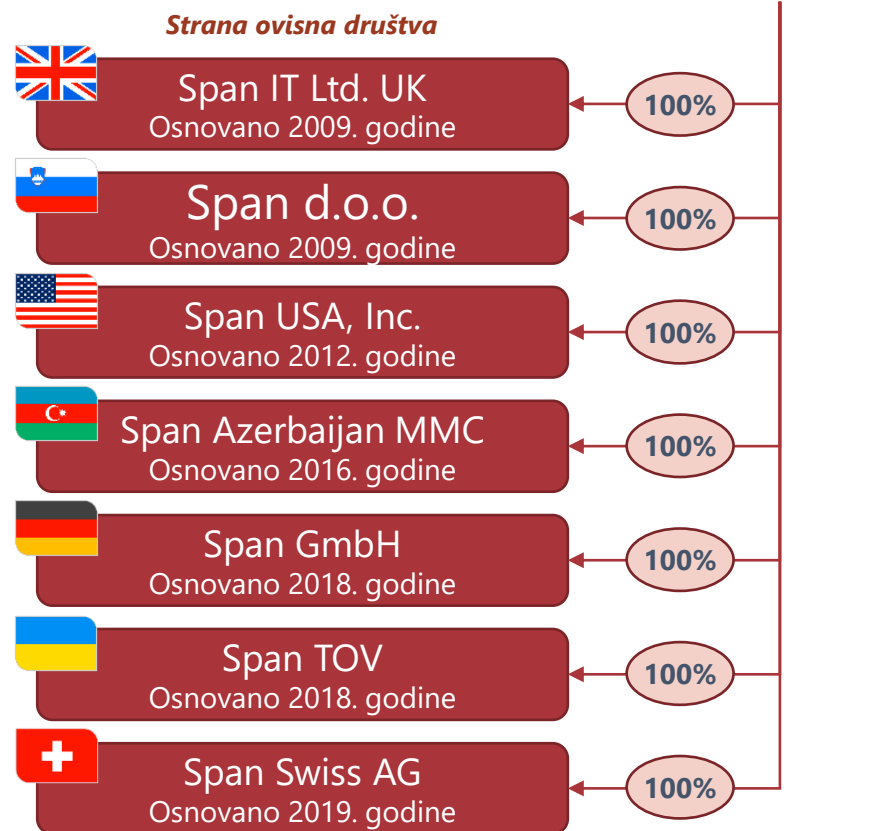 Strana ovisna društva
Span IT Ltd. UK
Osnovano 2009. godine
100%
Span d.o.o.
Osnovano 2009. godine
100%
Span USA, Inc.
Osnovano 2012. godine
100%
Span Azerbaijan MMC
Osnovano 2016. godine
100%
Span GmbH
Osnovano 2018. godine
100%
Span TOV
Osnovano 2018. godine
100%
Span Swiss AG
Osnovano 2019. godine
100%